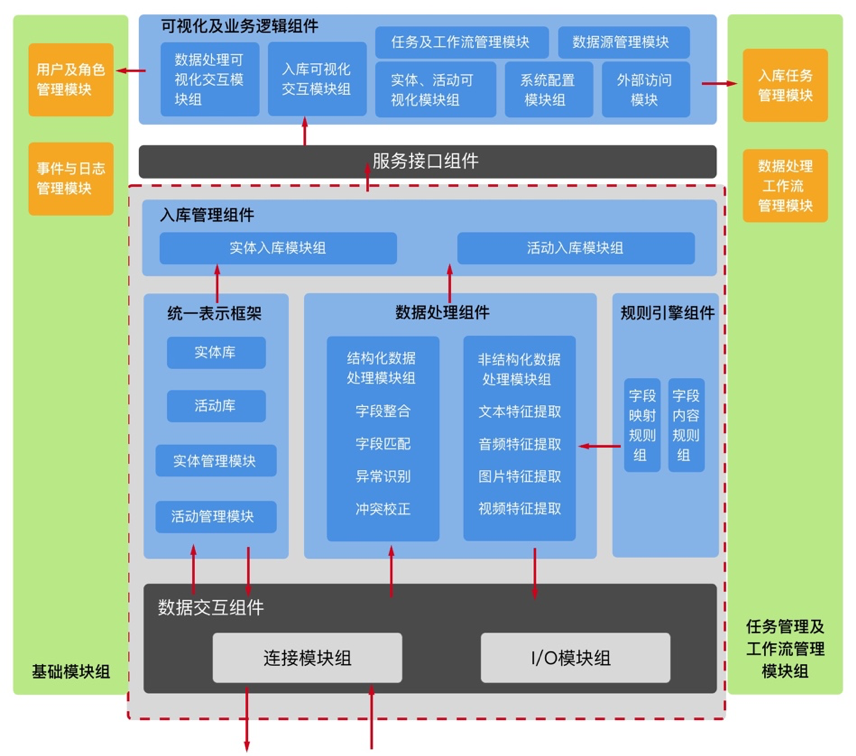 可视化及业务逻辑组件
数据处理可
视化交互模
块组
入库可视化
交互模块组
任务及工作流管理模块
数据源管理模块
实体、活动可
视化模块组
系统配置
模块组
外部访问
模块
用户及角色
管理模块
事件与日志
管理模块
基础模块组
入库任务
管理模块
数据处理
工作流
管理模块
任务管理及
工作流管理
模块组
服务接口组件
入库管理组件
实体入库模块组
活动入库模块组
统一表示框架
实体库
活动库
实体管理模块
活动管理模块
数据处理组件
结构化数据
处理模块组
字段整合
字段匹配
异常识别
冲突校正
非结构化数据
处理模块组
文本特征提取
音频特征提取
图片特征提取
视频特征提取
规则引擎组件
字段
映射
规则
组
字段
内容
规则
组
数据交互组件
连接模块组
I/O模块组